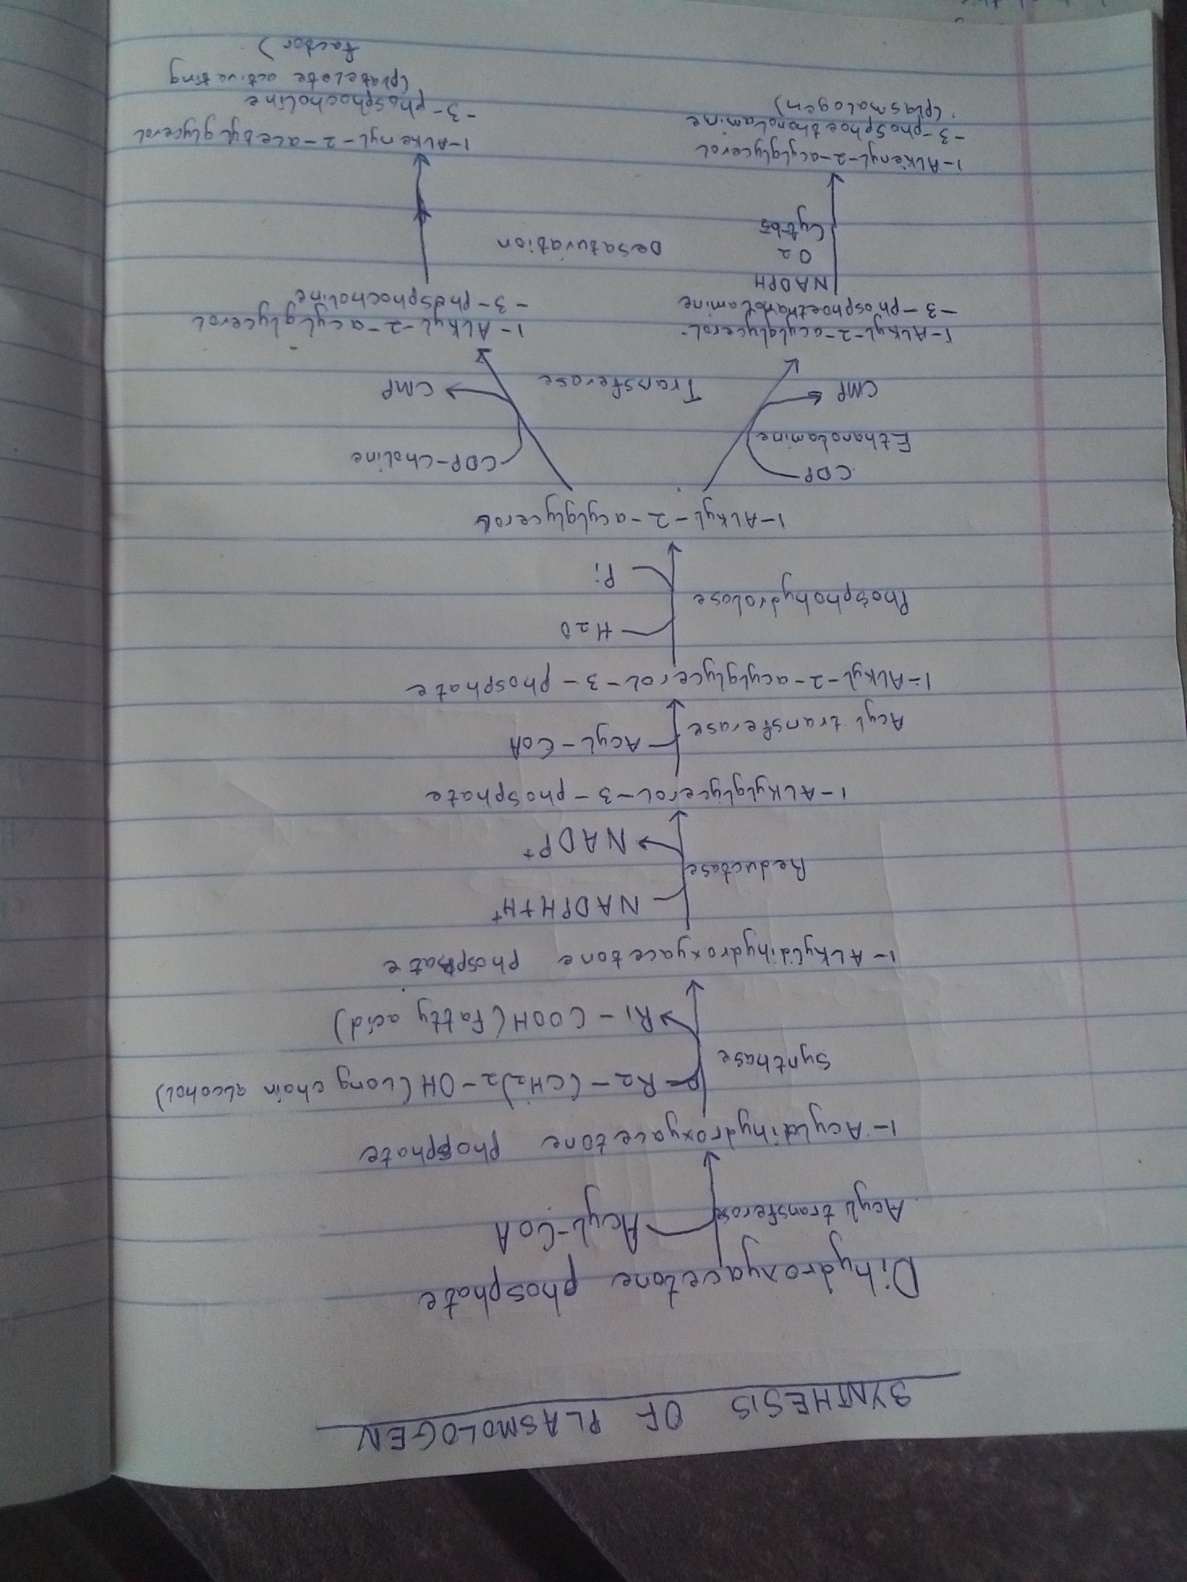 SYNTHESIS OF PLASMOLOGEN
Dihydroxyacetone phosphate
Acyl transferase
Acyl-CoA
1-Acyldihydroxyacetone phosphate
R2-(CH2)2-OH (Long chain alcohol)
Synthase
R1-COOH (Fatty acid)
1-Alkyldihydroxyacetone phosphate
NADPH+H+
Reductase
NADP+
1-Alkylglycerol-3-phosphate
Acyl transferase
Acyl-CoA
1-Alkyl-2-acylglycerol-3-phosphate
H2O
Phosphohydrolase
Pi
1-Alkyl-2-acylglycerol
CDP
Ethanolamine
CDP-choline
CMP
Transferase
CMP
1-Alkyl-2-acylglycerol
-3-phosphoethanolamine
1-Alkyl-2-acylglycerol
-3-phosphocholine
NADPH
O2
Cyt-b5
Desaturation
1-Alkenyl-2-acylglycerol
-3-phosphoethonolamine
(plasmalogen)
1-Alkenyl-2-acetylglycerol
-3-phosphocholine
(platelete activating
factor)